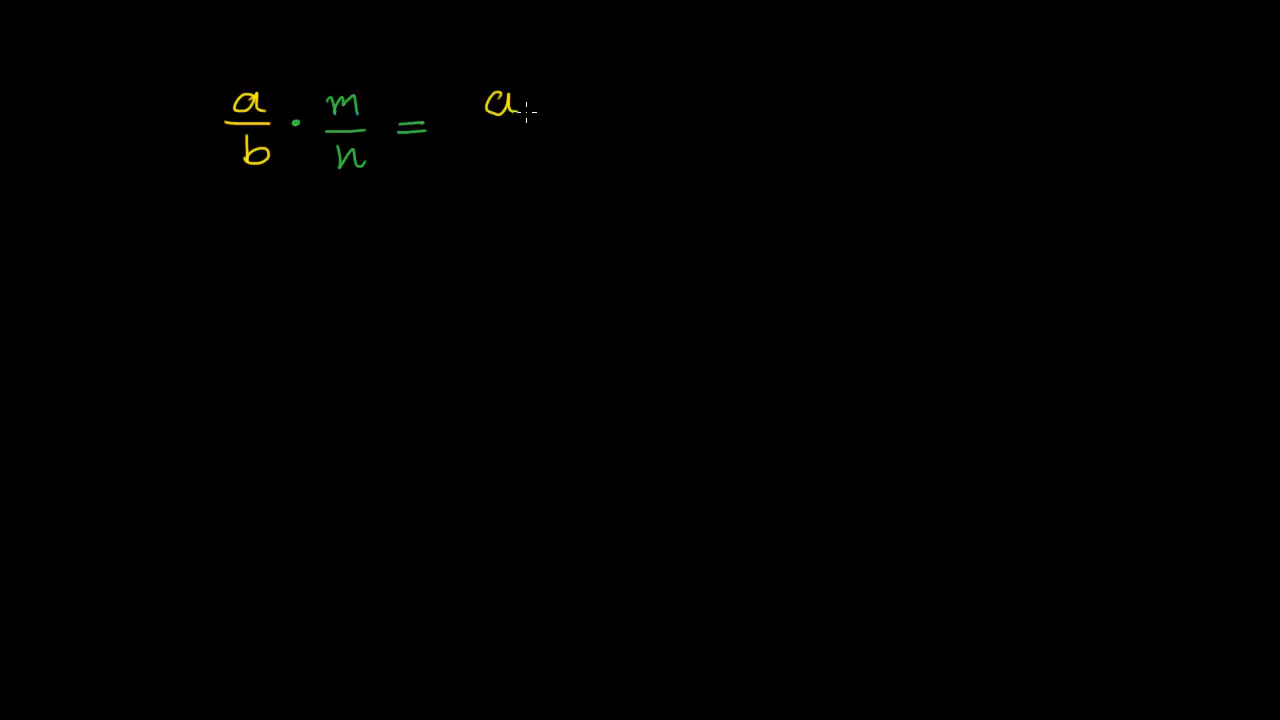 a/b · m/n = a